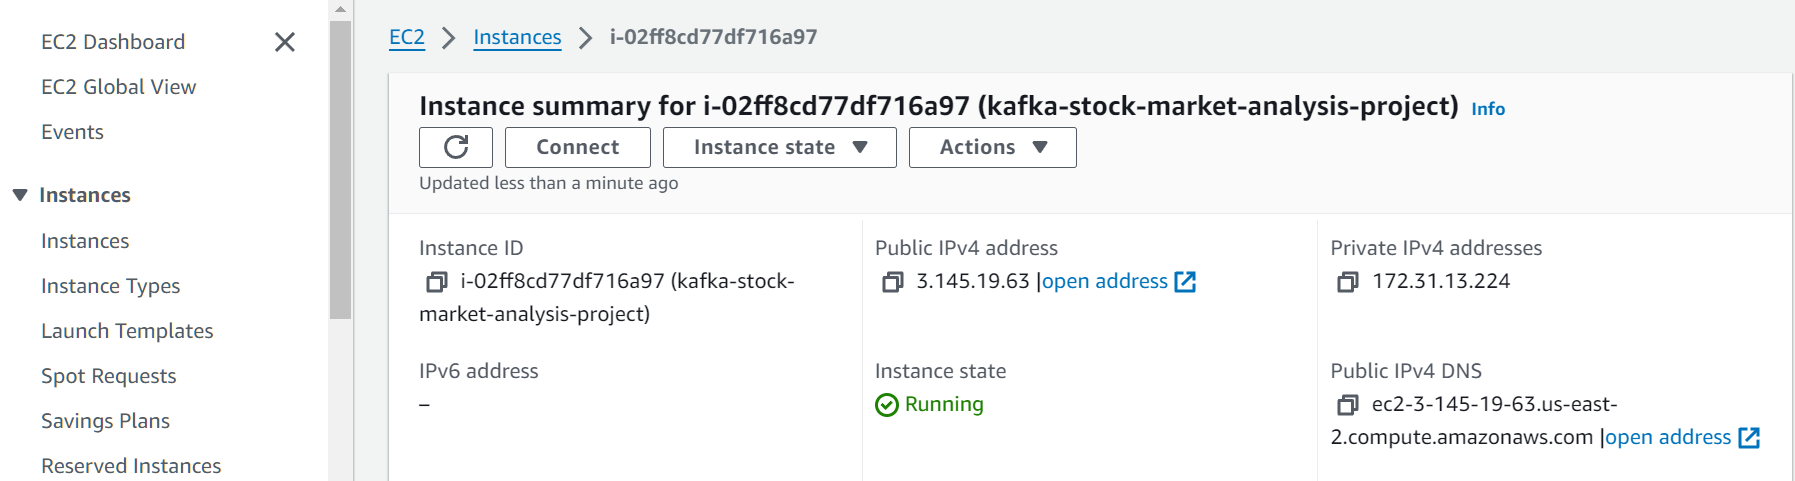 EC2 Dashboard
EC2 Global View
Events
Instances
Instances
Instance Types
Launch Templates
Spot Requests
Savings Plans
Reserved Instances
EC2 > Instances > i-02ff8cd77df716a97
Instance summary for i-02ff8cd77df716a97 (kafka-stock-market-analysis-project) Info
Connect
Instance state
Actions
Updated less than a minute ago
Instance ID
i-02ff8cd77df716a97 (kafka-stock-
market-analysis-project)
Public IPv4 address
3.145.19.63 |open address
Private IPv4 addresses
172.31.13.224
IPv6 address
–
Instance state
Running
Public IPv4 DNS
ec2-3-145-19-63.us-east-
2.compute.amazonaws.com |open address